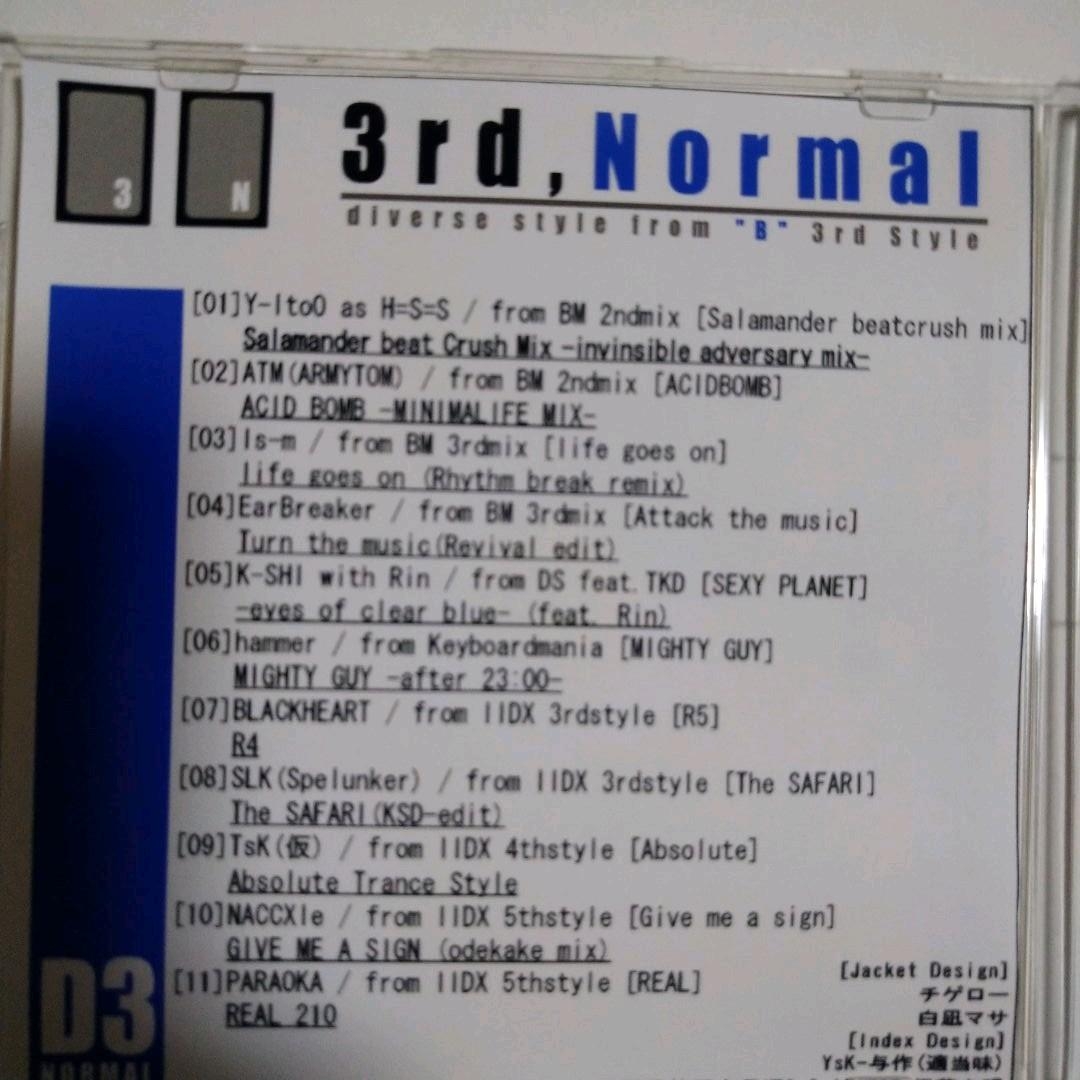 3 N
3rd,Normal
diverse style from "B" 3rd Style
[01]Y-ItoO as H=S=S / from BM 2ndmix [Salamander beatcrush mix]
Salamander beat Crush Mix -invinsible adversary mix-
[02]ATM(ARMYTOM) / from BM 2ndmix [ACIDBOMB]
ACID BOMB -MINIMALIFE MIX-
[03]Is-m / from BM 3rdmix [life goes on]
life goes on (Rhythm break remix)
[04]EarBreaker / from BM 3rdmix [Attack the music]
Turn the music(Revival edit)
[05]K-SHI with Rin / from DS feat.TKD [SEXY PLANET]
-eyes of clear blue- (feat. Rin)
[06]hammer / from Keyboardmania [MIGHTY GUY]
MIGHTY GUY -after 23:00-
[07]BLACKHEART / from IIDX 3rdstyle [R5]
R4
[08]SLK(Spelunker) / from IIDX 3rdstyle [The SAFARI]
The SAFARI(KSD-edit)
[09]TsK(仮) / from IIDX 4thstyle [Absolute]
Absolute Trance Style
[10]NACCXIe / from IIDX 5thstyle [Give me a sign]
GIVE ME A SIGN (odekake mix)
[11]PARAOKA / from IIDX 5thstyle [REAL]
REAL 210
[Jacket Design]
チゲロー
白凪マサ
[Index Design]
YsK-与作(適当味)
D3
NORMAL